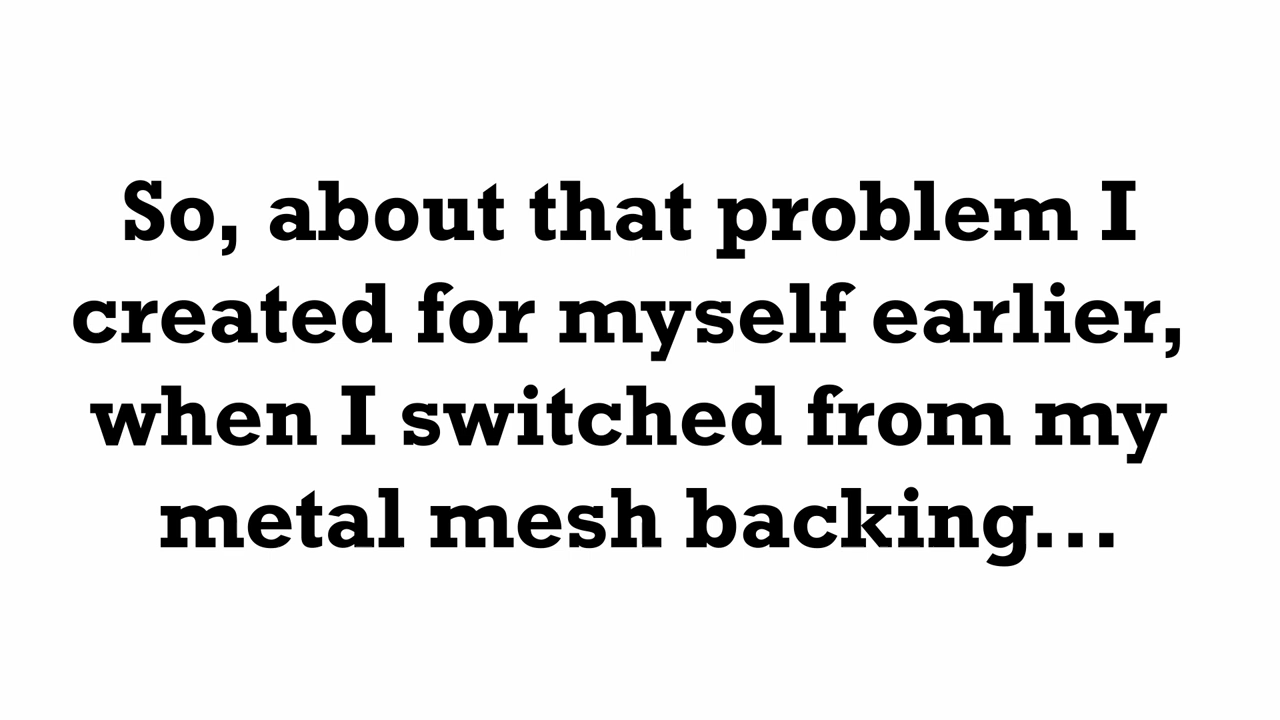 So, about that problem I
created for myself earlier,
when I switched from my
metal mesh backing...